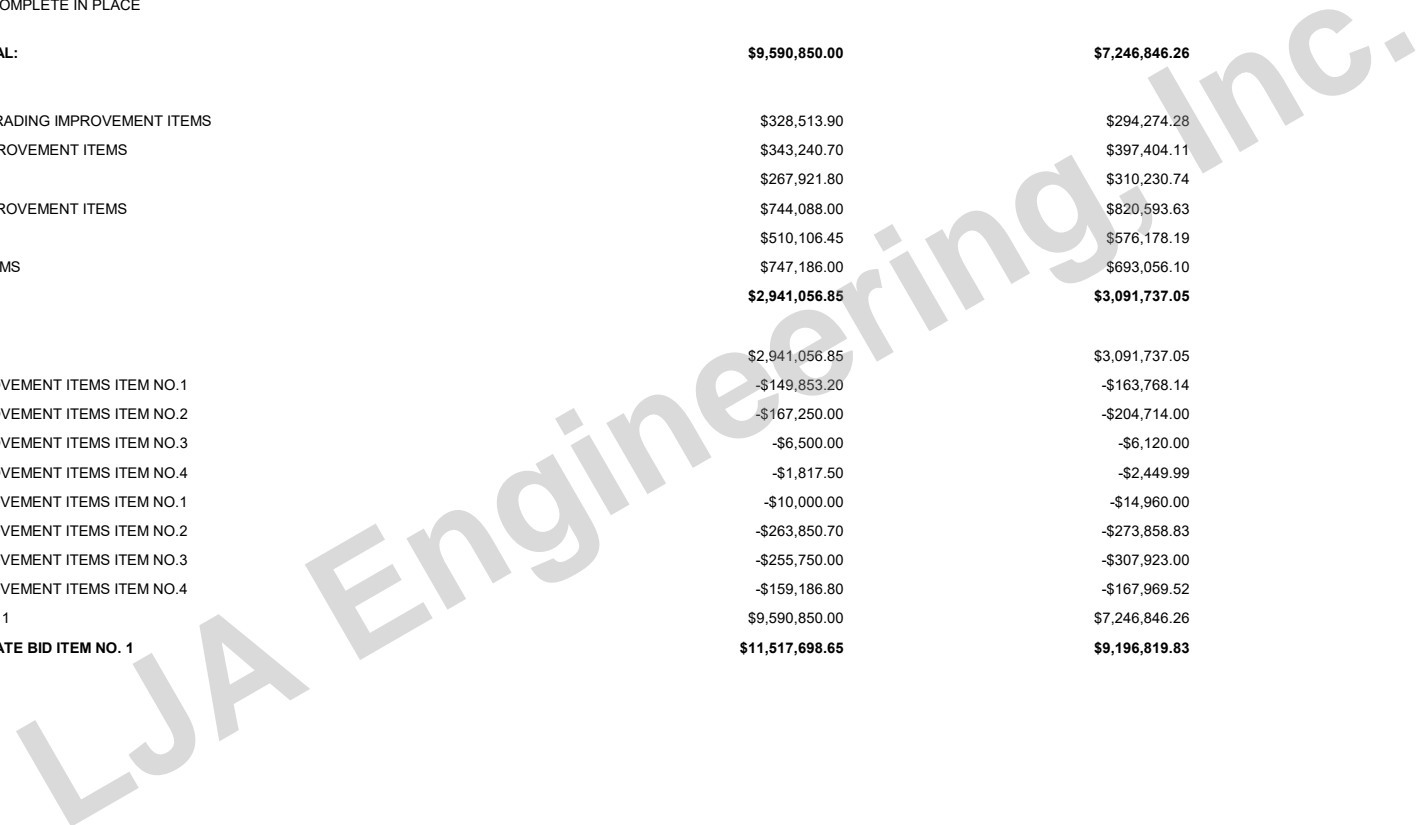 OMPLETE IN PLACE
AL: $9,590,850.00 $7,246,846.26
RADING IMPROVEMENT ITEMS $328,513.90 $294,274.28
ROVEMENT ITEMS $343,240.70 $397,404.11
$267,921.80 $310,230.74
ROVEMENT ITEMS $744,088.00 $820,593.63
$510,106.45 $576,178.19
MS $747,186.00 $693,056.10
$2,941,056.85 $3,091,737.05
$2,941,056.85 $3,091,737.05
OVEMENT ITEMS ITEM NO.1 -$149,853.20 -$163,768.14
OVEMENT ITEMS ITEM NO.2 -$167,250.00 -$204,714.00
OVEMENT ITEMS ITEM NO.3 -$6,500.00 -$6,120.00
OVEMENT ITEMS ITEM NO.4 -$1,817.50 -$2,449.99
VEMENT ITEMS ITEM NO.1 -$10,000.00 -$14,960.00
VEMENT ITEMS ITEM NO.2 -$263,850.70 -$273,858.83
VEMENT ITEMS ITEM NO.3 -$255,750.00 -$307,923.00
VEMENT ITEMS ITEM NO.4 -$159,186.80 -$167,969.52
1 $9,590,850.00 $7,246,846.26
ATE BID ITEM NO. 1 $11,517,698.65 $9,196,819.83
LJA Engineering, Inc.